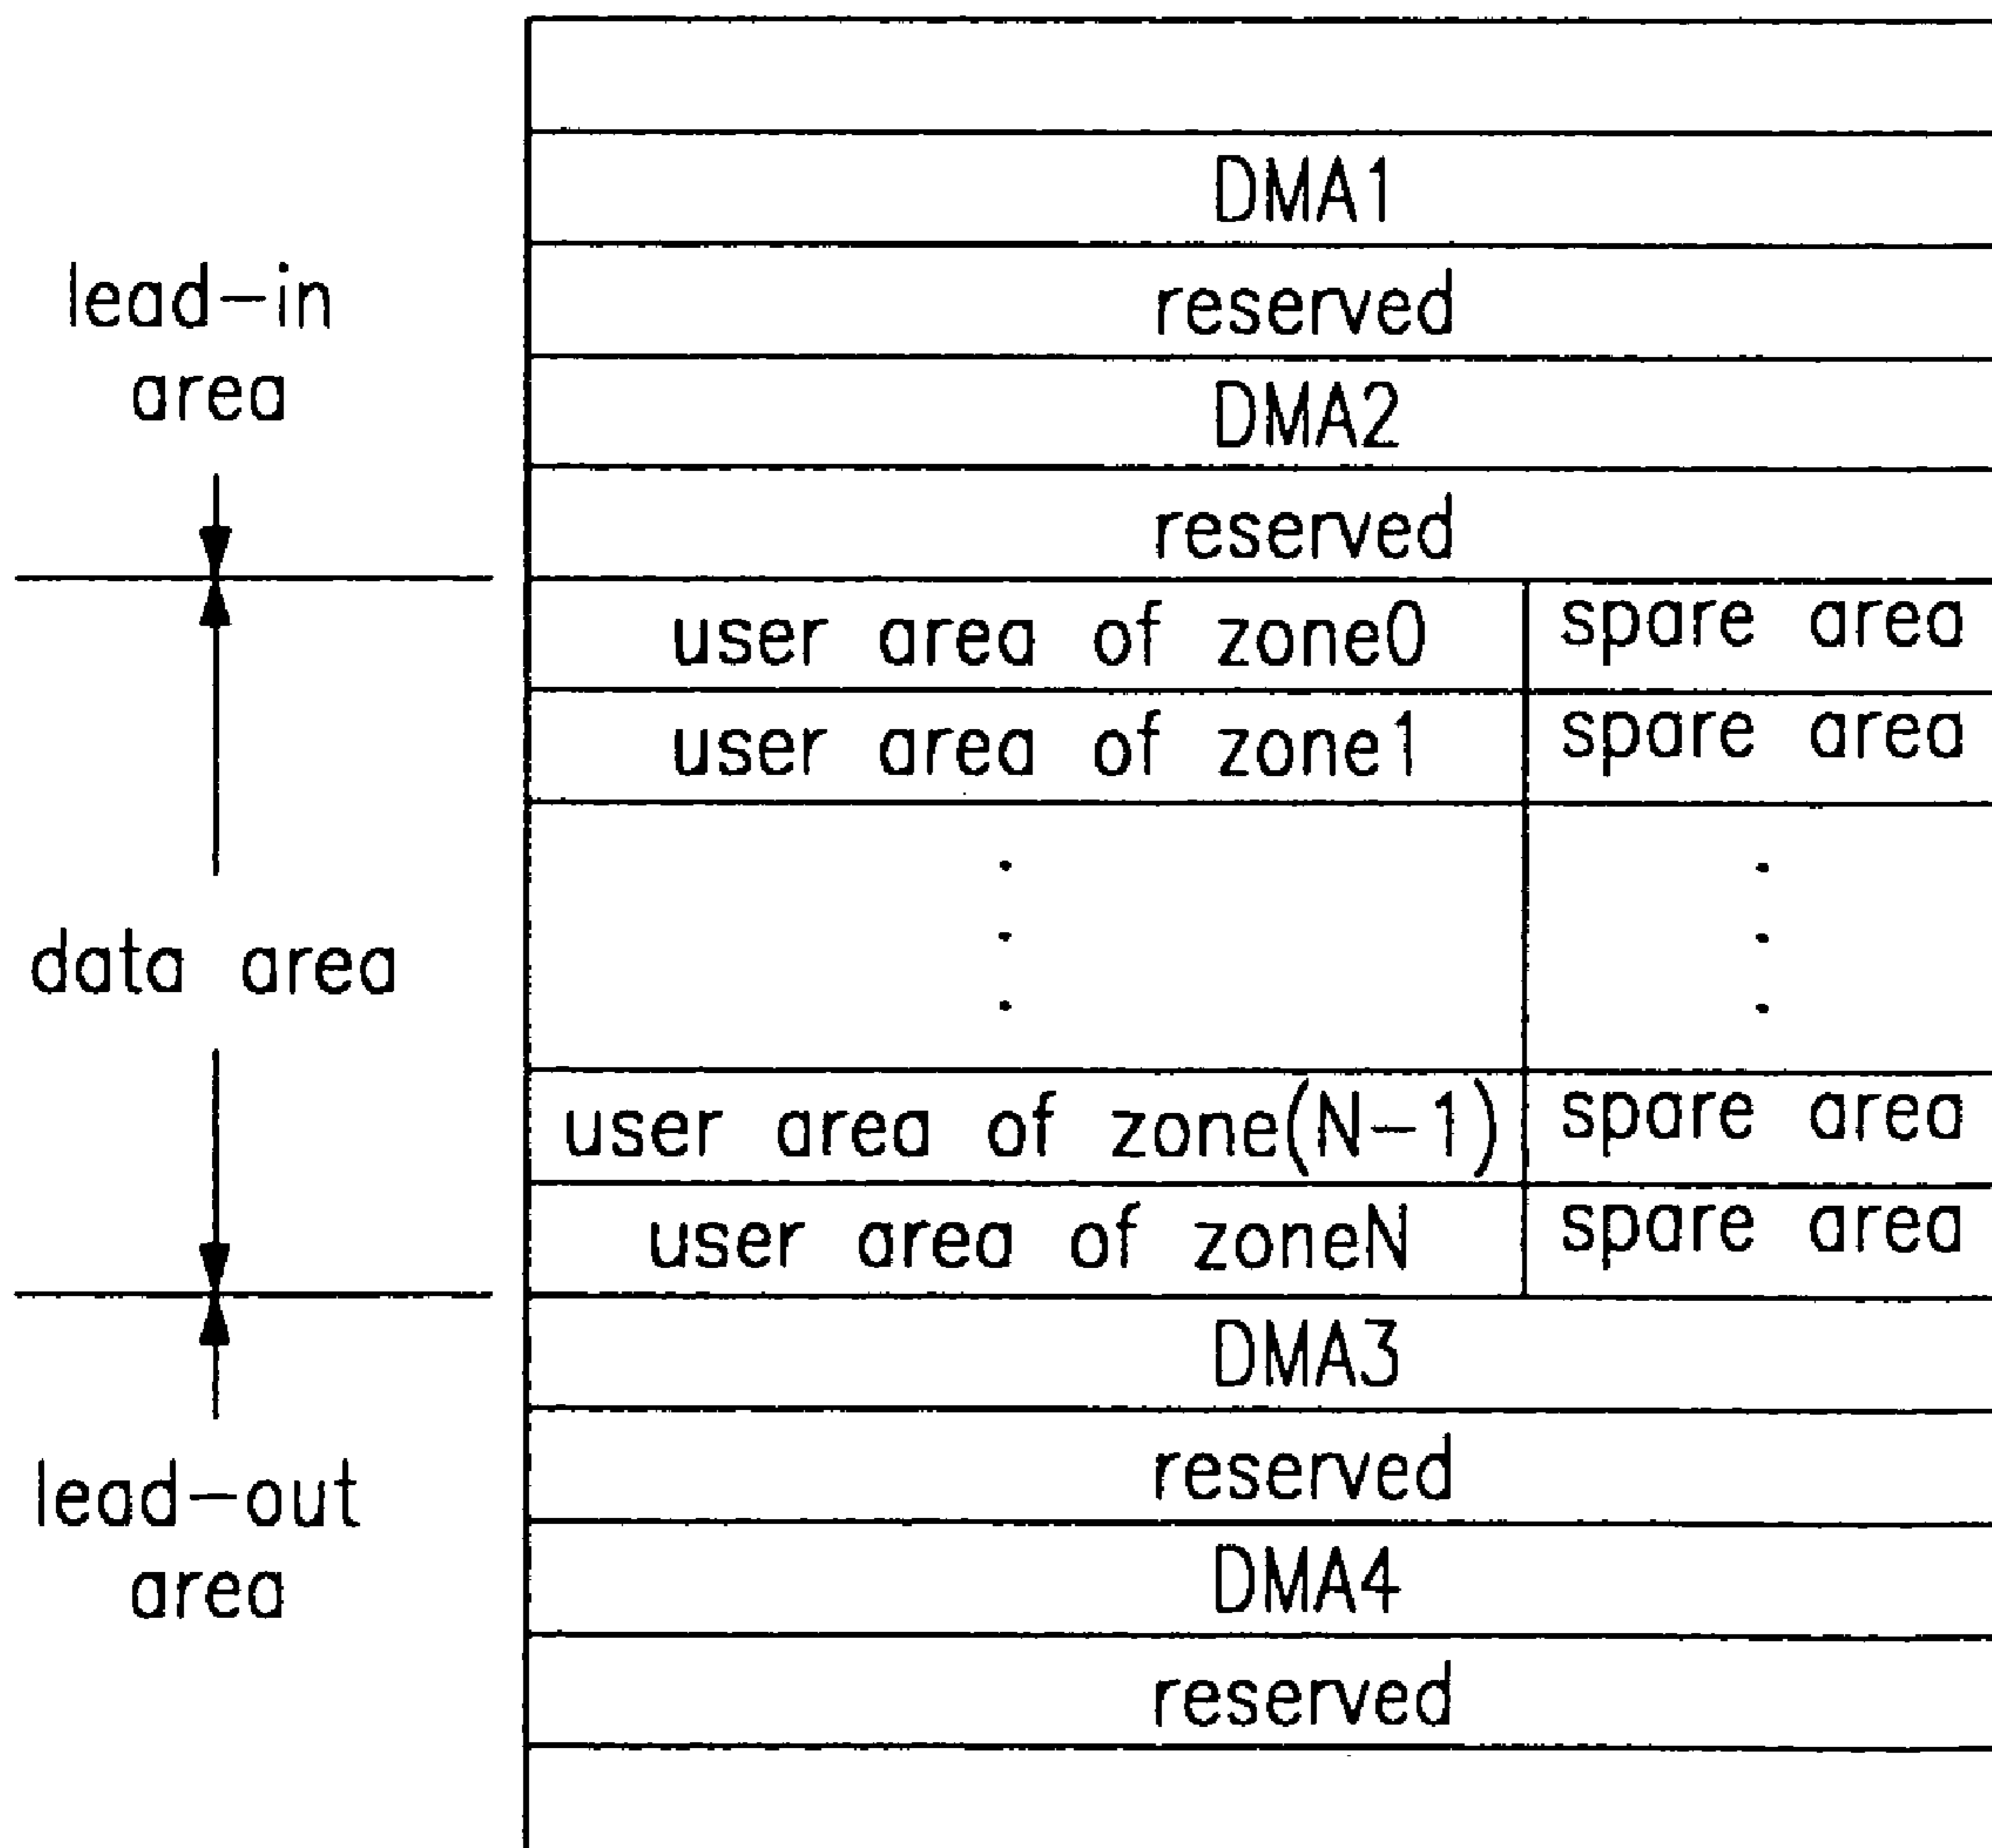 DMA1
lead-in
area
reserved
DMA2
reserved
user area of zone0 spare area
user area of zone1 spare area
data area
user area of zone(N-1) spare area
user area of zoneN spare area
DMA3
lead-out
area
reserved
DMA4
reserved